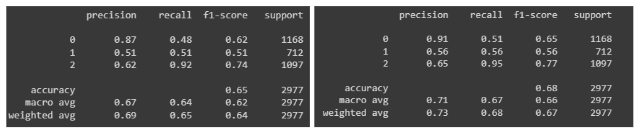 precision recall f1-score support
0 0.87 0.48 0.62 1168
1 0.51 0.51 0.51 712
2 0.62 0.92 0.74 1097
accuracy 0.65 2977
macro avg 0.67 0.64 0.62 2977
weighted avg 0.69 0.65 0.64 2977
precision recall f1-score support
0 0.91 0.51 0.65 1168
1 0.56 0.56 0.56 712
2 0.65 0.95 0.77 1097
accuracy 0.68 2977
macro avg 0.71 0.67 0.66 2977
weighted avg 0.73 0.68 0.67 2977